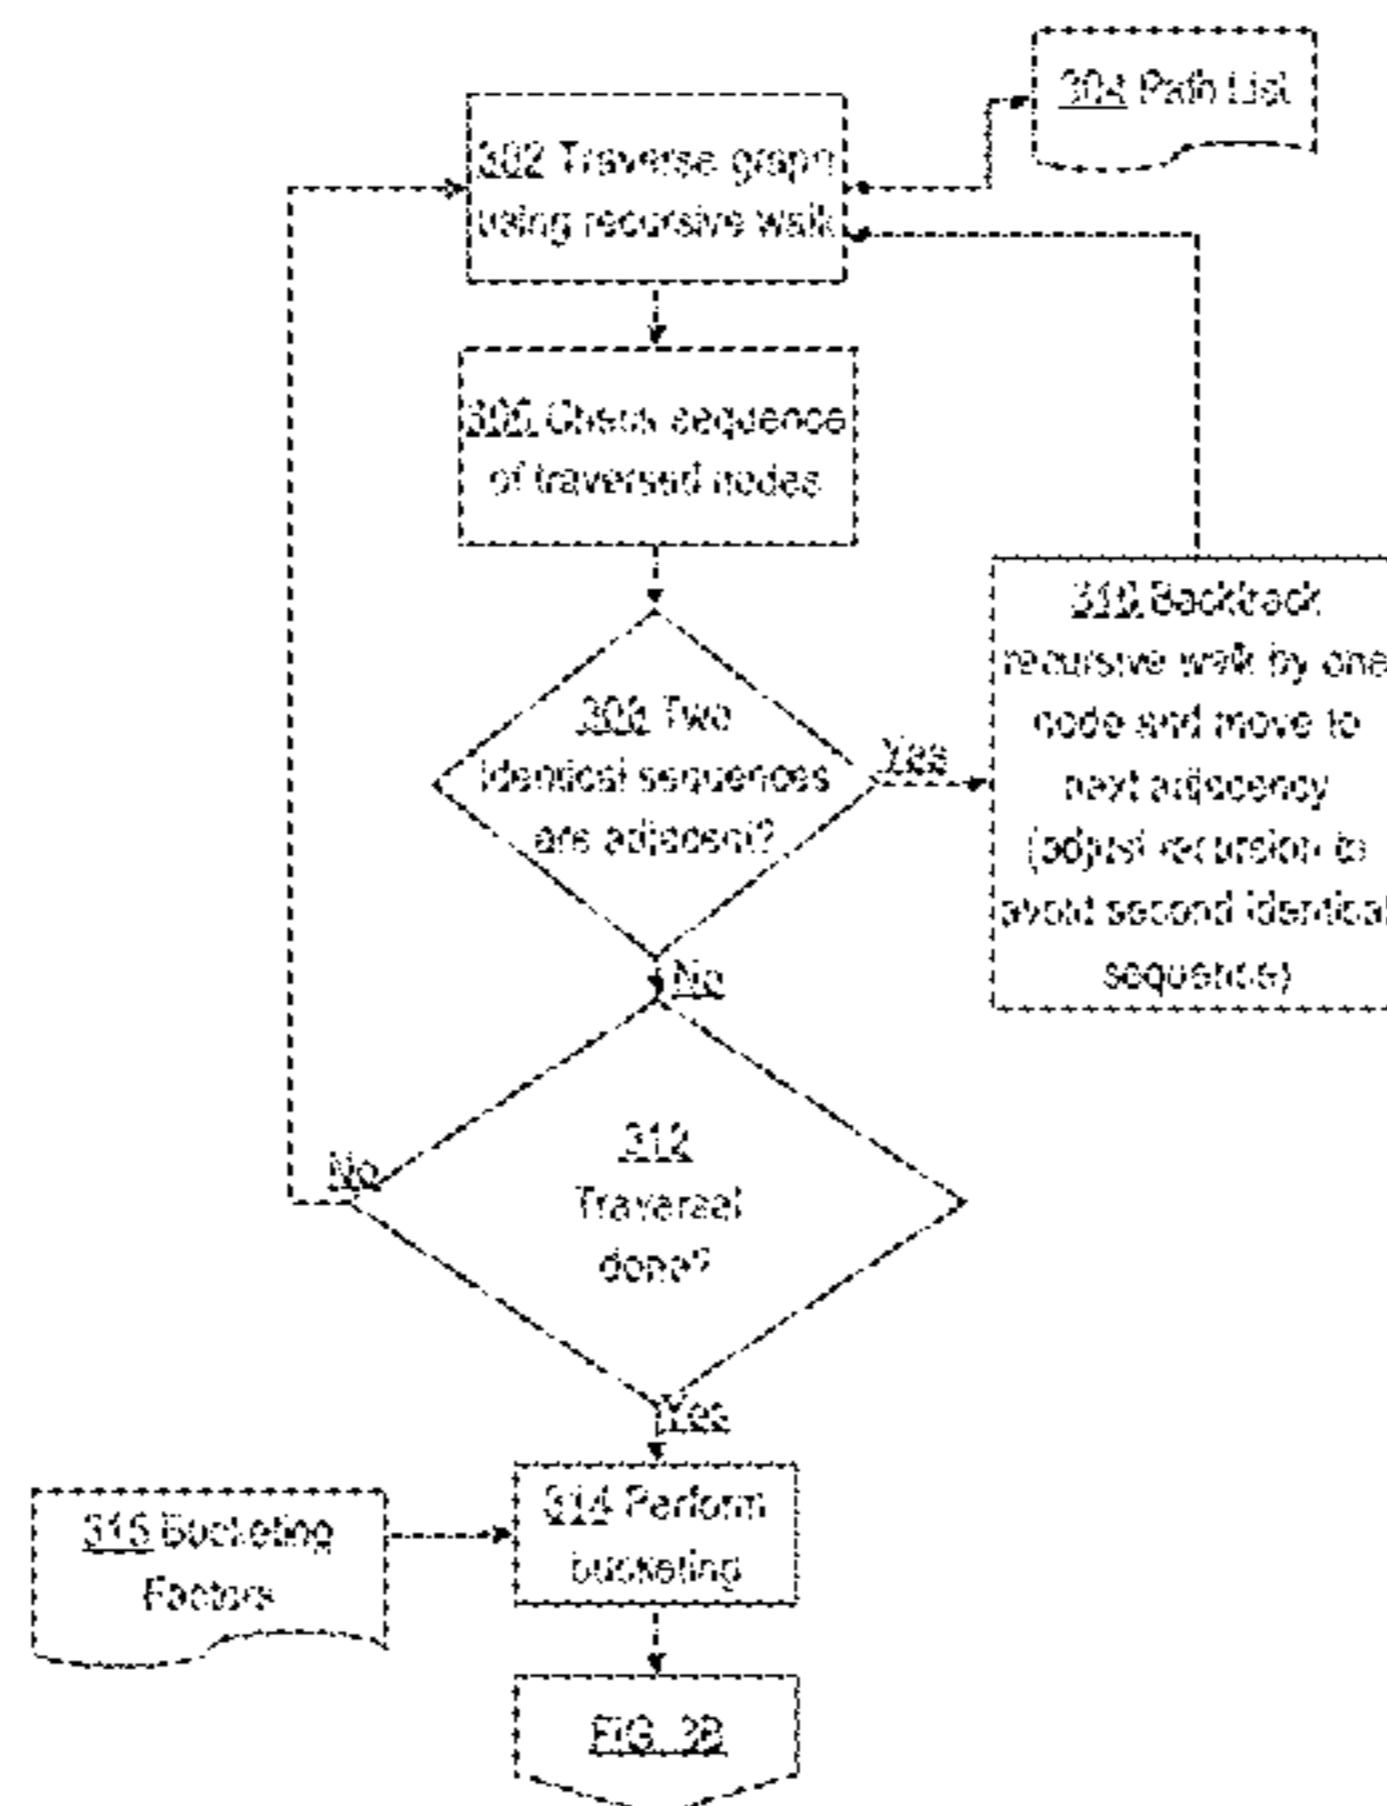 304 Path List
302 Traverse graph
using recursive walk
306 Check sequence
of traversed nodes
308 Two
identical sequences
are adjacent?
Yes
310 Backtrack
recursive walk by one
node and move to
next adjacency
(adjust recursion to
avoid second identical
sequence)
No
312
Traversal
done?
No
Yes
314 Perform
bucketing
316 Bucketing
Factors
FIG. 3B